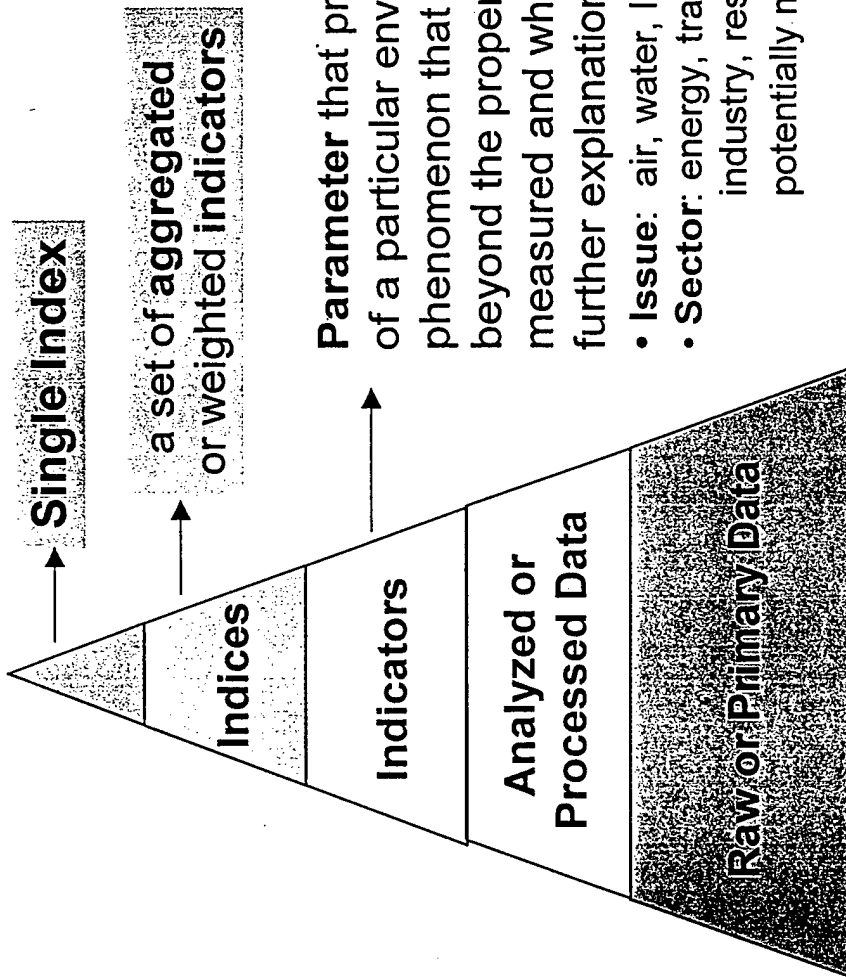 Single Index
a set of aggregated
or weighted indicators
Indices
Parameter that pr
of a particular env
phenomenon that
beyond the proper
measured and wh
further explanation
• Issue: air, water, l
• Sector: energy, tra
industry, res
potentially n
Indicators
Analyzed or
Processed Data
Raw or Primary Data